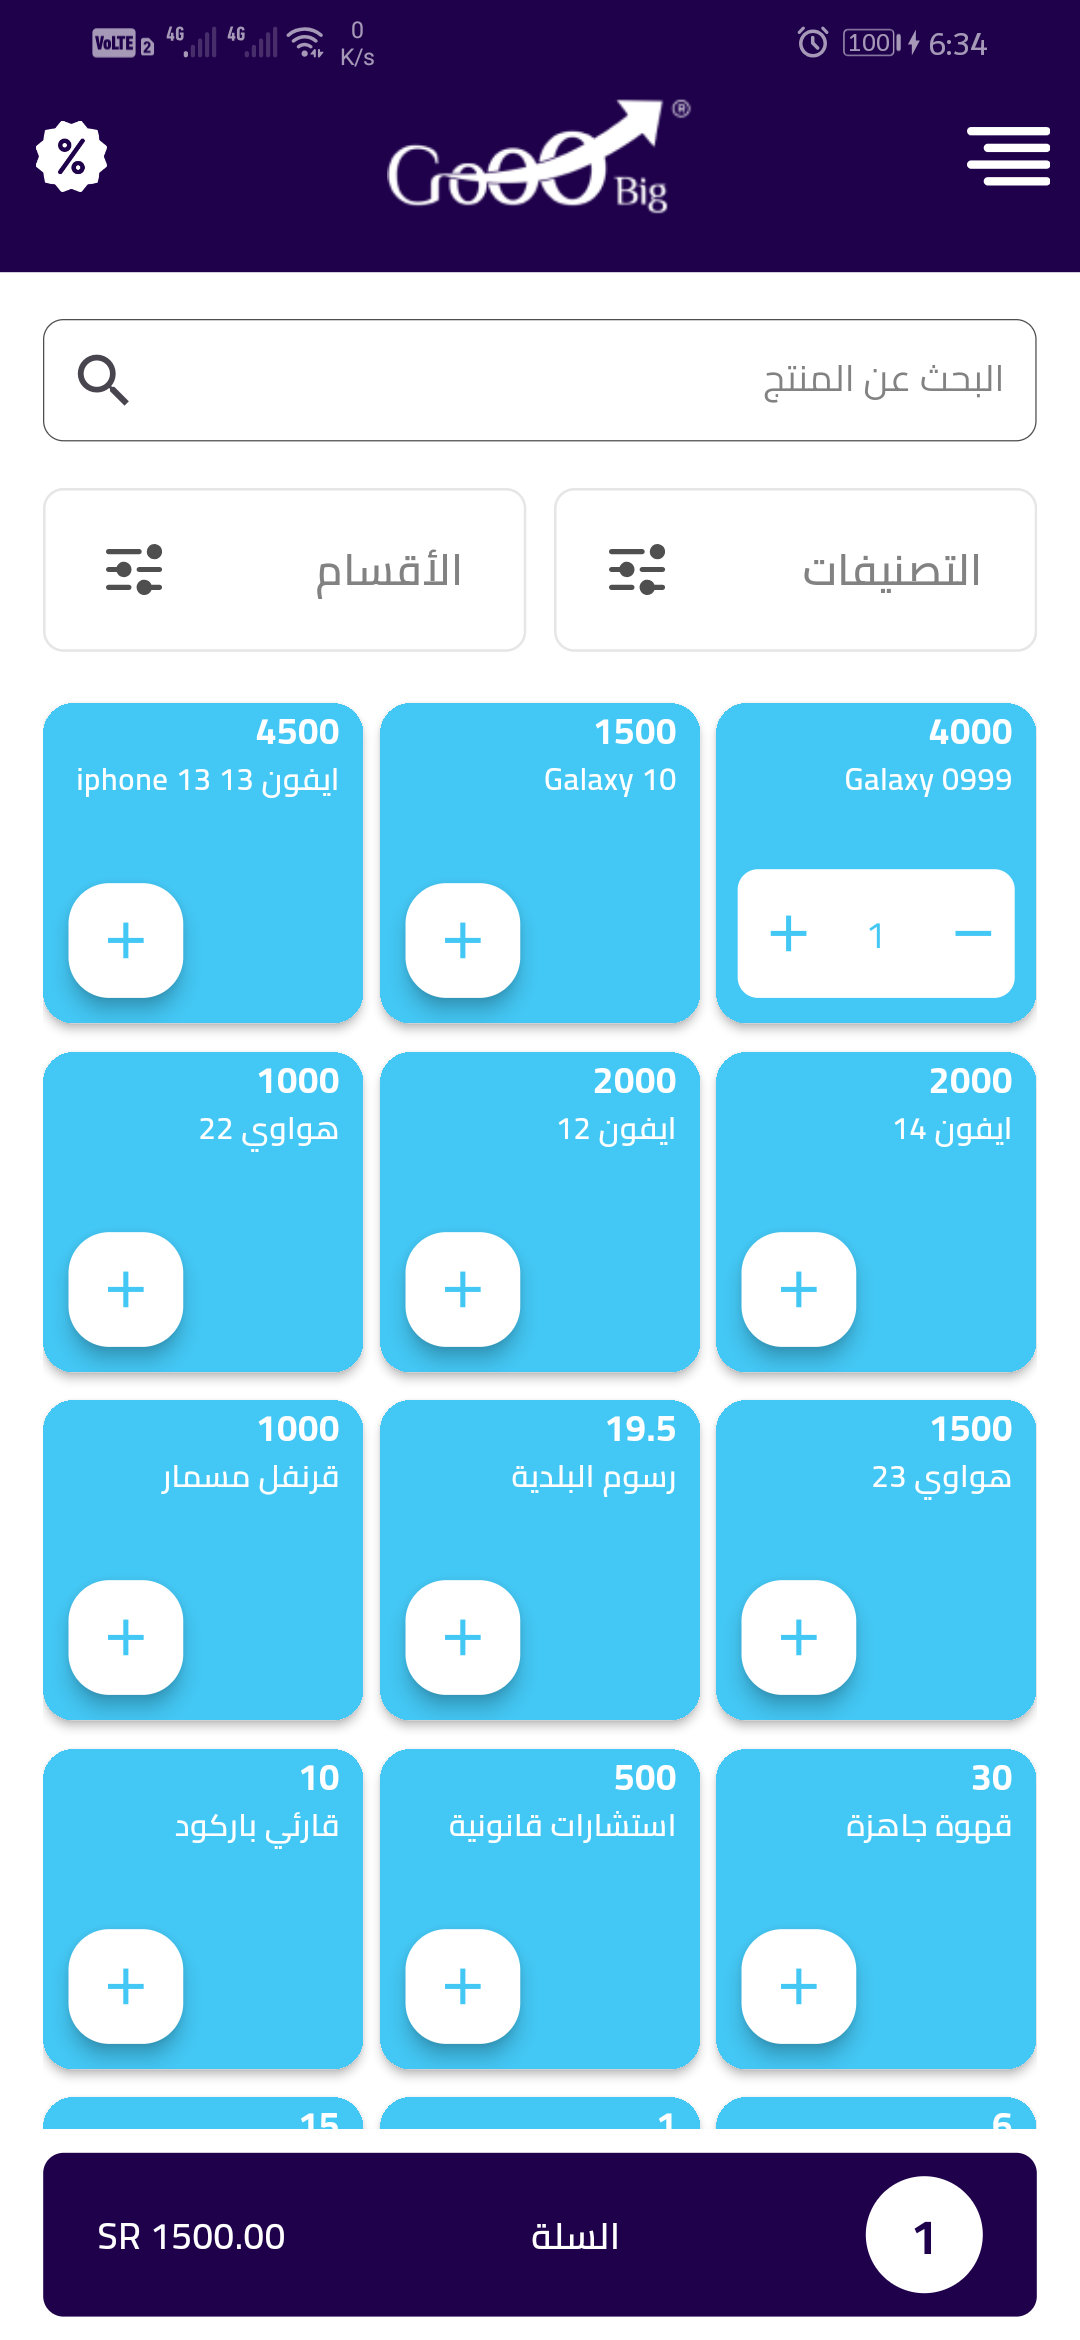 VoLTE 2 4G 4G 0 K/s 100 6:34
GoOO Big ®
البحث عن المنتج
التصنيفات
الأقسام
4000
Galaxy 0999
1
1500
Galaxy 10
4500
ايفون 13 iphone 13
2000
ايفون 14
2000
ايفون 12
1000
هواوي 22
1500
هواوي 23
19.5
رسوم البلدية
1000
قرنفل مسمار
30
قهوة جاهزة
500
استشارات قانونية
10
قارئي باركود
6
1
15
1
السلة
SR 1500.00